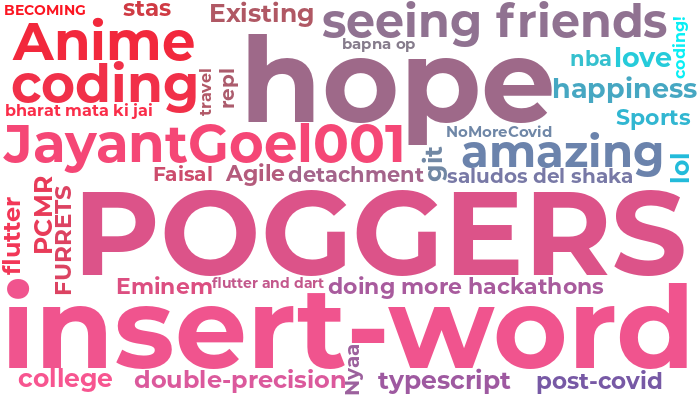 BECOMING
stas
Existing
seeing friends
coding!
Anime
bapna op
nba
love
coding
travel
repl
hope
happiness
bharat mata ki jai
Sports
JayantGoel001
NoMoreCovid
amazing
git
lol
Faisal
Agile
detachment
saludos del shaka
flutter
PCMR
FURRETS
POGGERS
Eminem
flutter and dart
doing more hackathons
insert-word
Nyaa
college
double-precision
typescript
post-covid